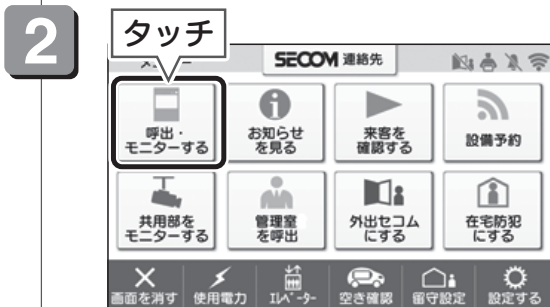 2
タッチ
SECOM 連絡先
呼出・
モニターする
お知らせ
を見る
来客を
確認する
設備予約
共用部を
モニターする
管理室
を呼出
外出セコム
にする
在宅防犯
にする
画面を消す
使用電力
エレベーター
空き確認
留守設定
設定する